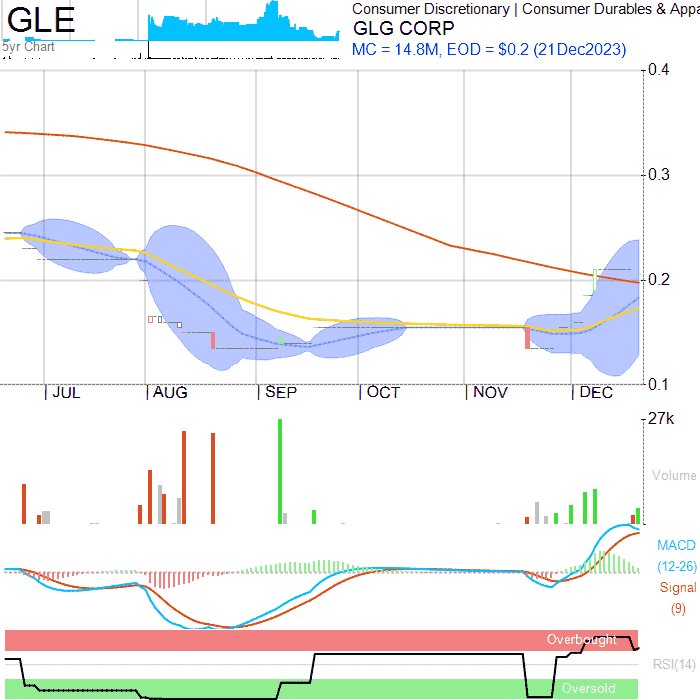 GLE
5yr Chart
Consumer Discretionary | Consumer Durables & Appa
GLG CORP
MC = 14.8M, EOD = $0.2 (21Dec2023)
0.4
0.3
0.2
0.1
JUL AUG SEP OCT NOV DEC
27k
Volume
MACD
(12-26)
Signal
(9)
Overbought
RSI(14)
Oversold